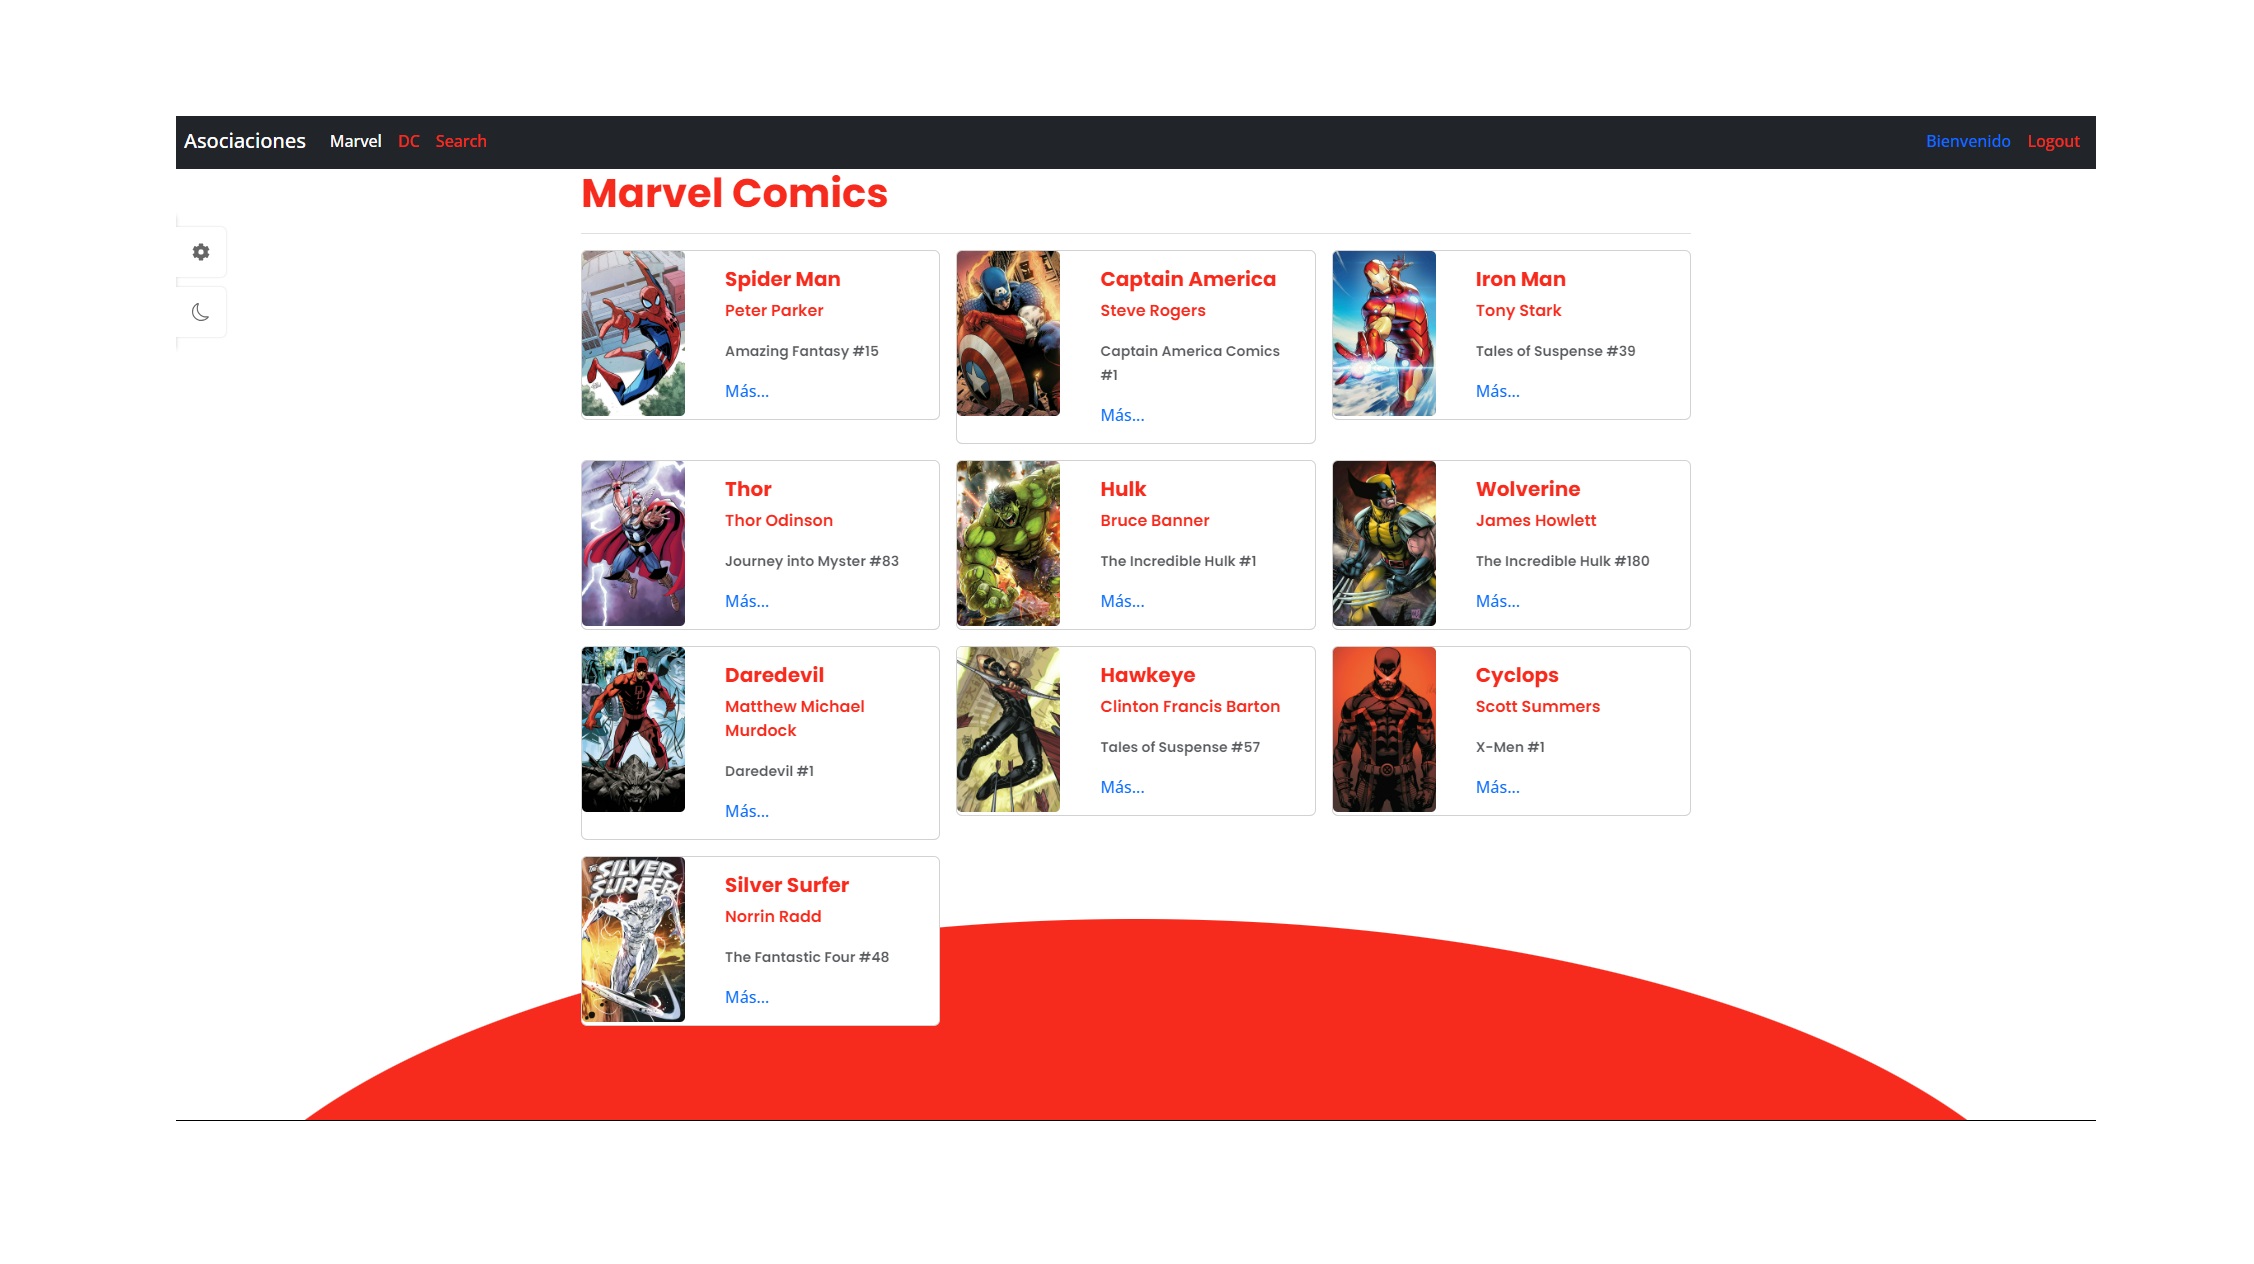 Asociaciones Marvel DC Search Bienvenido Logout
Marvel Comics
Spider Man
Peter Parker
Amazing Fantasy #15
Más...
Captain America
Steve Rogers
Captain America Comics
#1
Más...
Iron Man
Tony Stark
Tales of Suspense #39
Más...
Thor
Thor Odinson
Journey into Myster #83
Más...
Hulk
Bruce Banner
The Incredible Hulk #1
Más...
Wolverine
James Howlett
The Incredible Hulk #180
Más...
Daredevil
Matthew Michael
Murdock
Daredevil #1
Más...
Hawkeye
Clinton Francis Barton
Tales of Suspense #57
Más...
Cyclops
Scott Summers
X-Men #1
Más...
SILVER
SURFER
Silver Surfer
Norrin Radd
The Fantastic Four #48
Más...